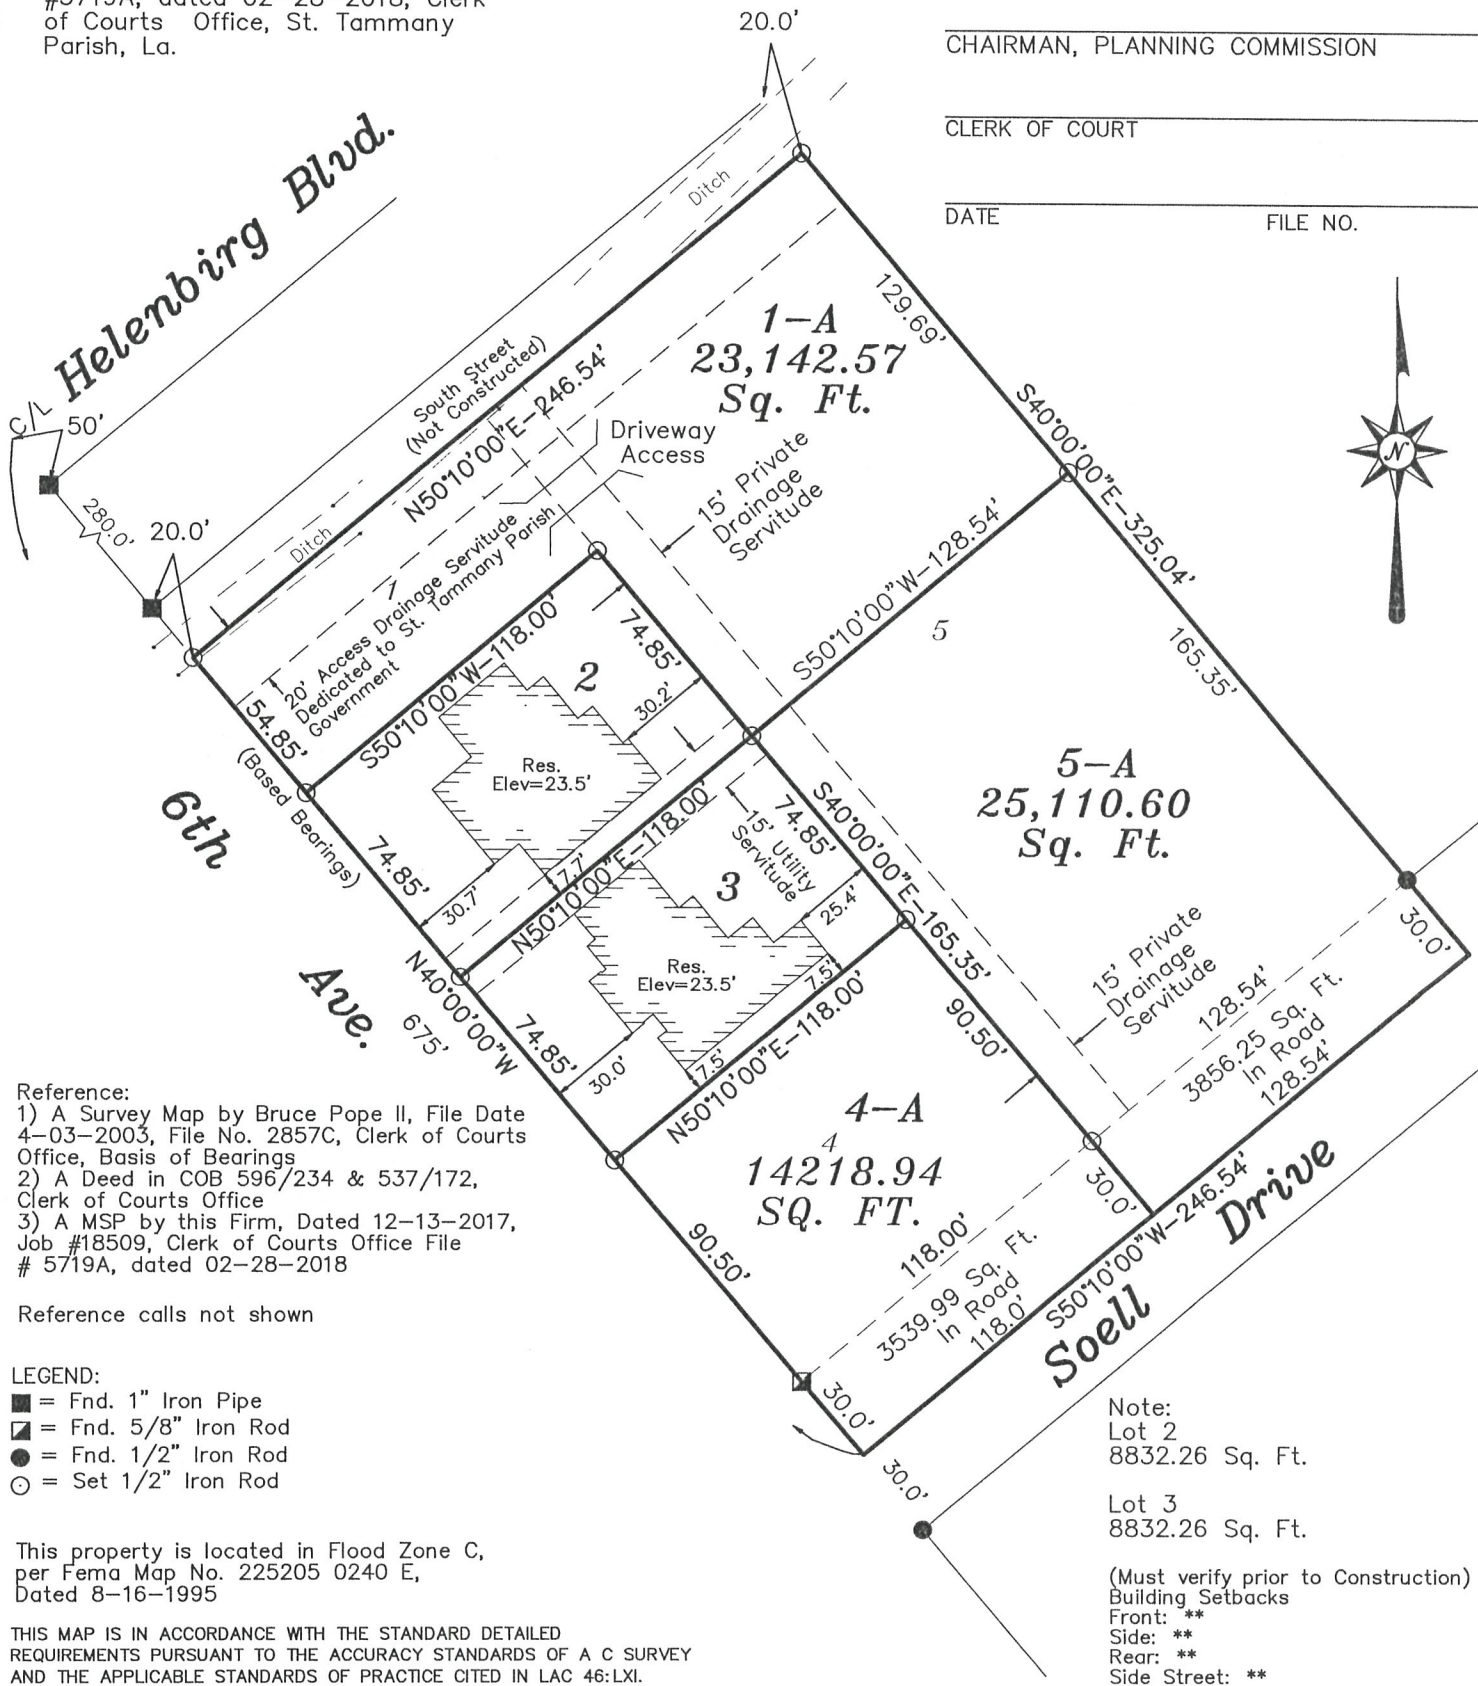 #5719A, dated 02-28-2018, Clerk
of Courts Office, St. Tammany
Parish, La.
20.0'
CHAIRMAN, PLANNING COMMISSION
CLERK OF COURT
DATE
FILE NO.
Helenbirg Blvd.
C/L
50'
280.0'
20.0'
Ditch
South Street
(Not Constructed)
N50°10'00"E-246.54'
Ditch
129.69'
1-A
23,142.57
Sq. Ft.
Driveway
Access
15' Private
Drainage
Servitude
S40°00'00"E-325.04'
N
1
20' Access Drainage Servitude
Dedicated to St. Tammany Parish
Government
54.85'
(Based Bearings)
S50°10'00"W-118.00'
74.85'
2
30.2'
Res.
Elev=23.5'
S50°10'00"W-128.54'
5
165.35'
5-A
25,110.60
Sq. Ft.
6th Ave.
74.85'
30.7'
7.7'
N50°10'00"E-118.00'
15' Utility
Servitude
74.85'
S40°00'00"E-165.35'
3
25.4'
Res.
Elev=23.5'
7.5'
N40°00'00"W
675'
74.85'
30.0'
7.5'
N50°10'00"E-118.00'
90.50'
15' Private
Drainage
Servitude
30.0'
128.54'
3856.25 Sq. Ft.
In Road
128.54'
4-A
4
14218.94
SQ. FT.
90.50'
30.0'
118.00'
3539.99 Sq. Ft.
In Road
118.0'
S50°10'00"W-246.54'
Soell Drive
30.0'
30.0'
Reference:
1) A Survey Map by Bruce Pope II, File Date
4-03-2003, File No. 2857C, Clerk of Courts
Office, Basis of Bearings
2) A Deed in COB 596/234 & 537/172,
Clerk of Courts Office
3) A MSP by this Firm, Dated 12-13-2017,
Job #18509, Clerk of Courts Office File
# 5719A, dated 02-28-2018
Reference calls not shown
LEGEND:
= Fnd. 1" Iron Pipe
= Fnd. 5/8" Iron Rod
= Fnd. 1/2" Iron Rod
= Set 1/2" Iron Rod
This property is located in Flood Zone C,
per Fema Map No. 225205 0240 E,
Dated 8-16-1995
THIS MAP IS IN ACCORDANCE WITH THE STANDARD DETAILED
REQUIREMENTS PURSUANT TO THE ACCURACY STANDARDS OF A C SURVEY
AND THE APPLICABLE STANDARDS OF PRACTICE CITED IN LAC 46:LXI.
Note:
Lot 2
8832.26 Sq. Ft.
Lot 3
8832.26 Sq. Ft.
(Must verify prior to Construction)
Building Setbacks
Front: **
Side: **
Rear: **
Side Street: **